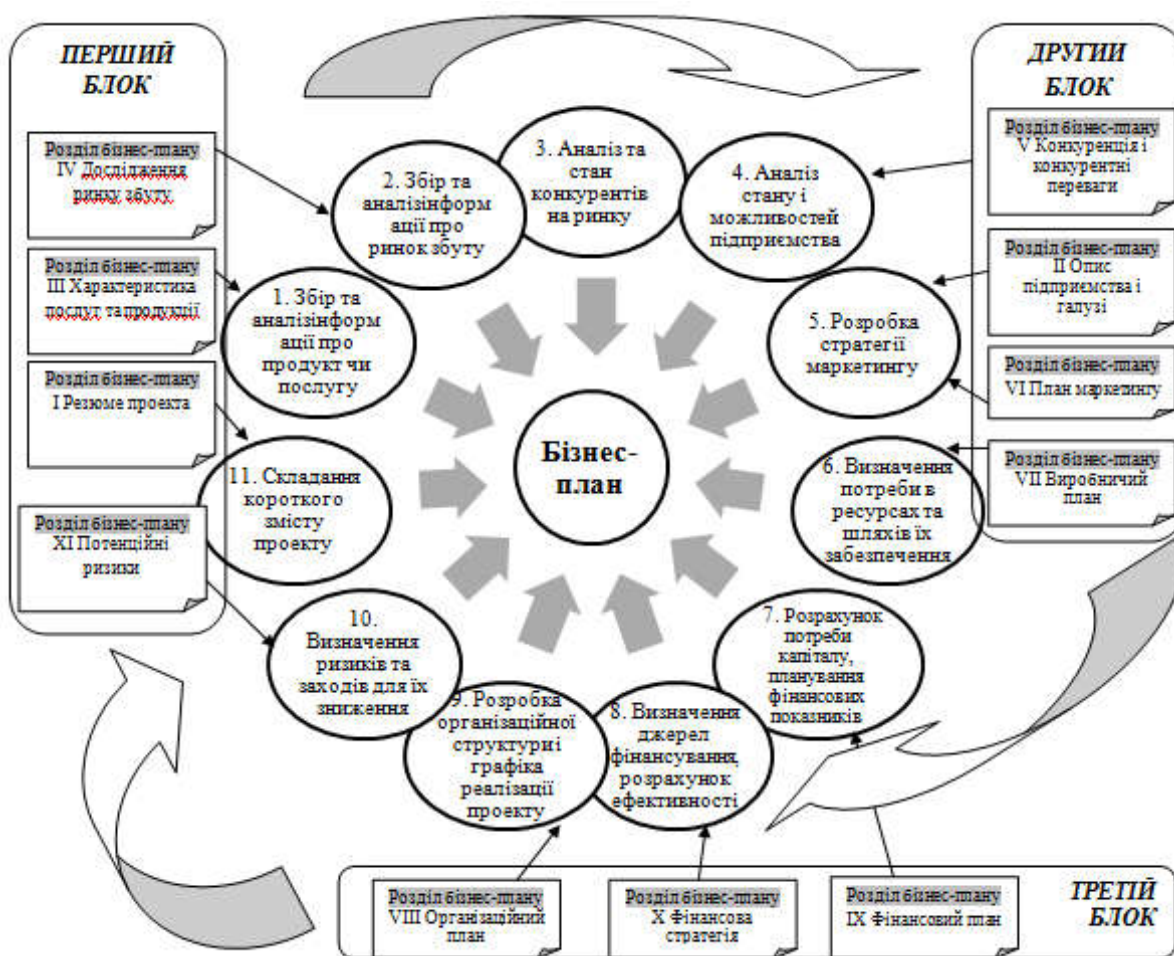 ПЕРШИЙ
БЛОК
Розділ бізнес-плану
IV Дослідження
ринку збуту
Розділ бізнес-плану
III Характеристика
послуг та продукції
Розділ бізнес-плану
I Резюме проекта
Розділ бізнес-плану
XI Потенційні
ризики
ДРУГИЙ
БЛОК
Розділ бізнес-плану
V Конкуренція і
конкурентні
переваги
Розділ бізнес-плану
II Опис
підприємства і
галузі
Розділ бізнес-плану
VI План маркетингу
Розділ бізнес-плану
VII Виробничий
план
1. Збір та
аналізінформ
ації про
продукт чи
послугу
2. Збір та
аналізінформ
ації про
ринок збуту
3. Аналіз та
стан
конкурентів
на ринку
4. Аналіз
стану і
можливостей
підприємства
5. Розробка
стратегії
маркетингу
6. Визначення
потреби в
ресурсах та
шляхів їх
забезпечення
7. Розрахунок
потреби
капіталу,
планування
фінансових
показників
8. Визначення
джерел
фінансування,
розрахунок
ефективності
9. Розробка
організаційної
структури і
графіка
реалізації
проекту
10.
Визначення
ризиків та
заходів для їх
зниження
11. Складання
короткого
змісту
проекту
Бізнес-
план
Розділ бізнес-плану
VIII Організаційний
план
Розділ бізнес-плану
X Фінансова
стратегія
Розділ бізнес-плану
IX Фінансовий план
ТРЕТІЙ
БЛОК